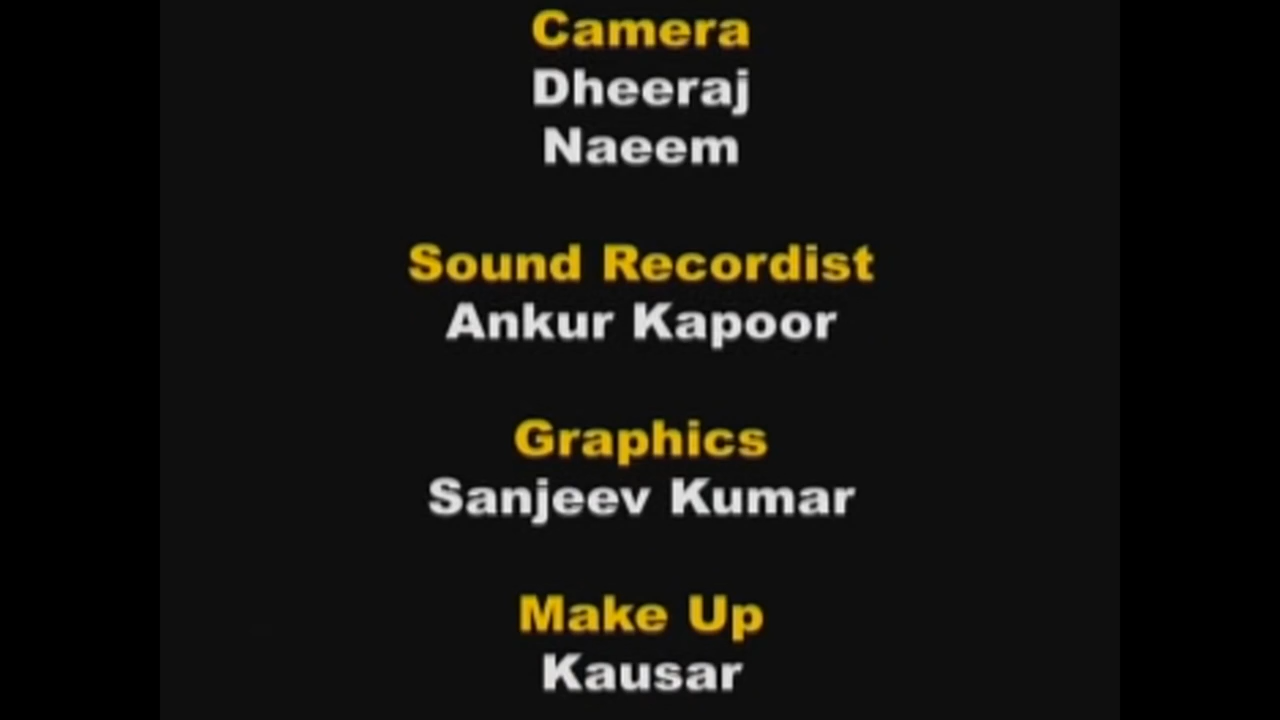 Camera
Dheeraj
Naeem
Sound Recordist
Ankur Kapoor
Graphics
Sanjeev Kumar
Make Up
Kausar